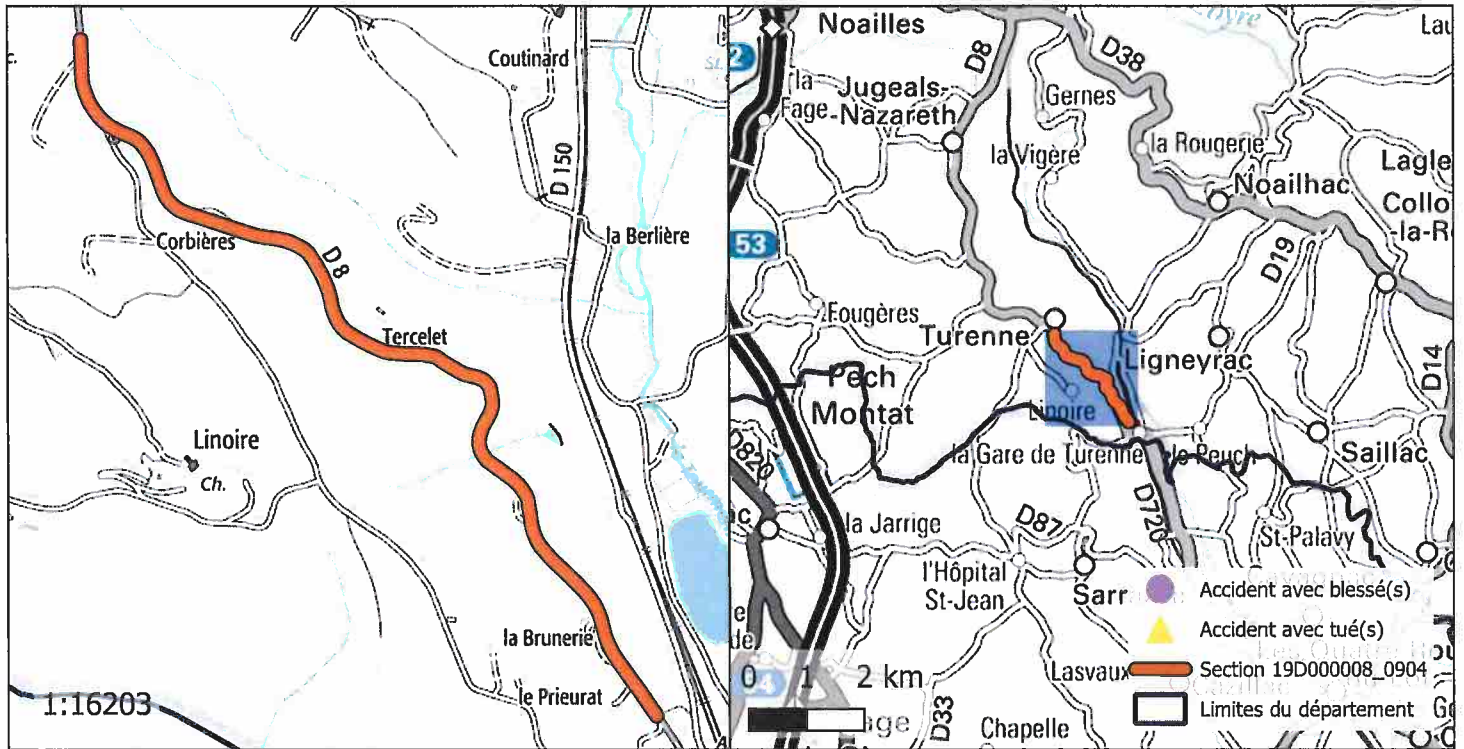 Coutinard
D 150
la Berlière
Corbières
D 8
Tercelet
Linoire
Ch.
la Brunerie
le Prieurat
1:16203
Noailles
D8
D38
la
Fage
Jugeals-
-Nazareth
Gernes
la Vigère
la Rougerie
Noailhac
Lagle
Collo
-la-R
53
D19
Fougères
Turenne
Ligneyrac
D14
Pech
Montat
Linoire
D820
la Gare de Turenne
le Peuch
Saillac
la Jarrige
D87
D720
St-Palavy
l'Hôpital
St-Jean
Sarr
Lasvaux
D33
Chapelle
0 1 2 km
Accident avec blessé(s)
Accident avec tué(s)
Section 19D000008_0904
Limites du département